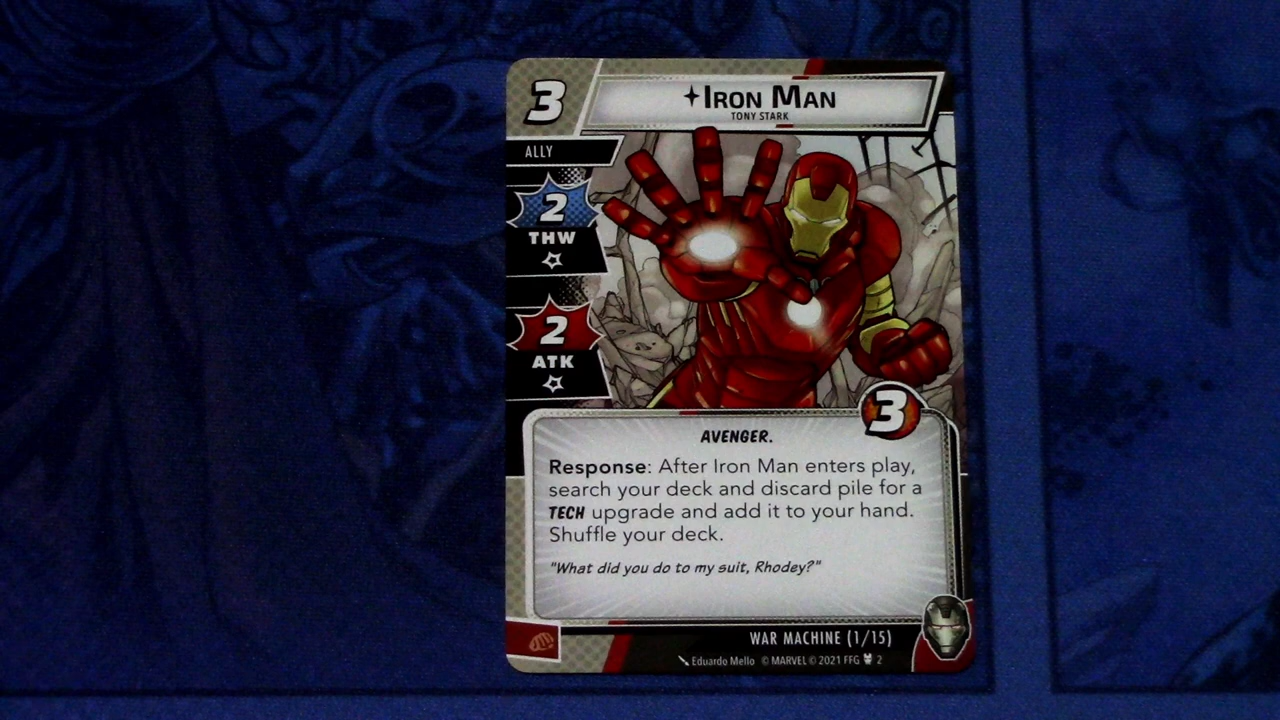 3
IRON MAN
TONY STARK
ALLY
2
THW
2
ATK
3
AVENGER.
Response: After Iron Man enters play,
search your deck and discard pile for a
TECH upgrade and add it to your hand.
Shuffle your deck.
"What did you do to my suit, Rhodey?"
WAR MACHINE (1/15)
Eduardo Mello © MARVEL © 2021 FFG 2